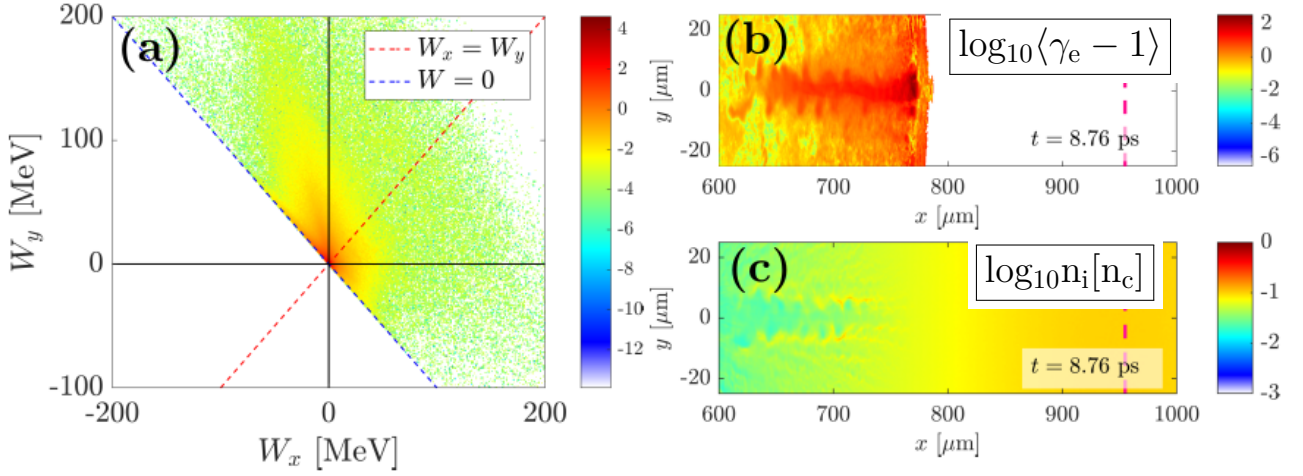 (a)
W_x = W_y
W = 0
W_y [MeV]
200
100
0
-100
-200
0
200
W_x [MeV]
4
2
0
-2
-4
-6
-8
-10
-12
(b)
log₁₀⟨γ_e − 1⟩
t = 8.76 ps
y [μm]
20
0
-20
600
700
800
900
1000
x [μm]
2
0
-2
-4
-6
(c)
log₁₀n_i[n_c]
t = 8.76 ps
y [μm]
20
0
-20
600
700
800
900
1000
x [μm]
0
-1
-2
-3